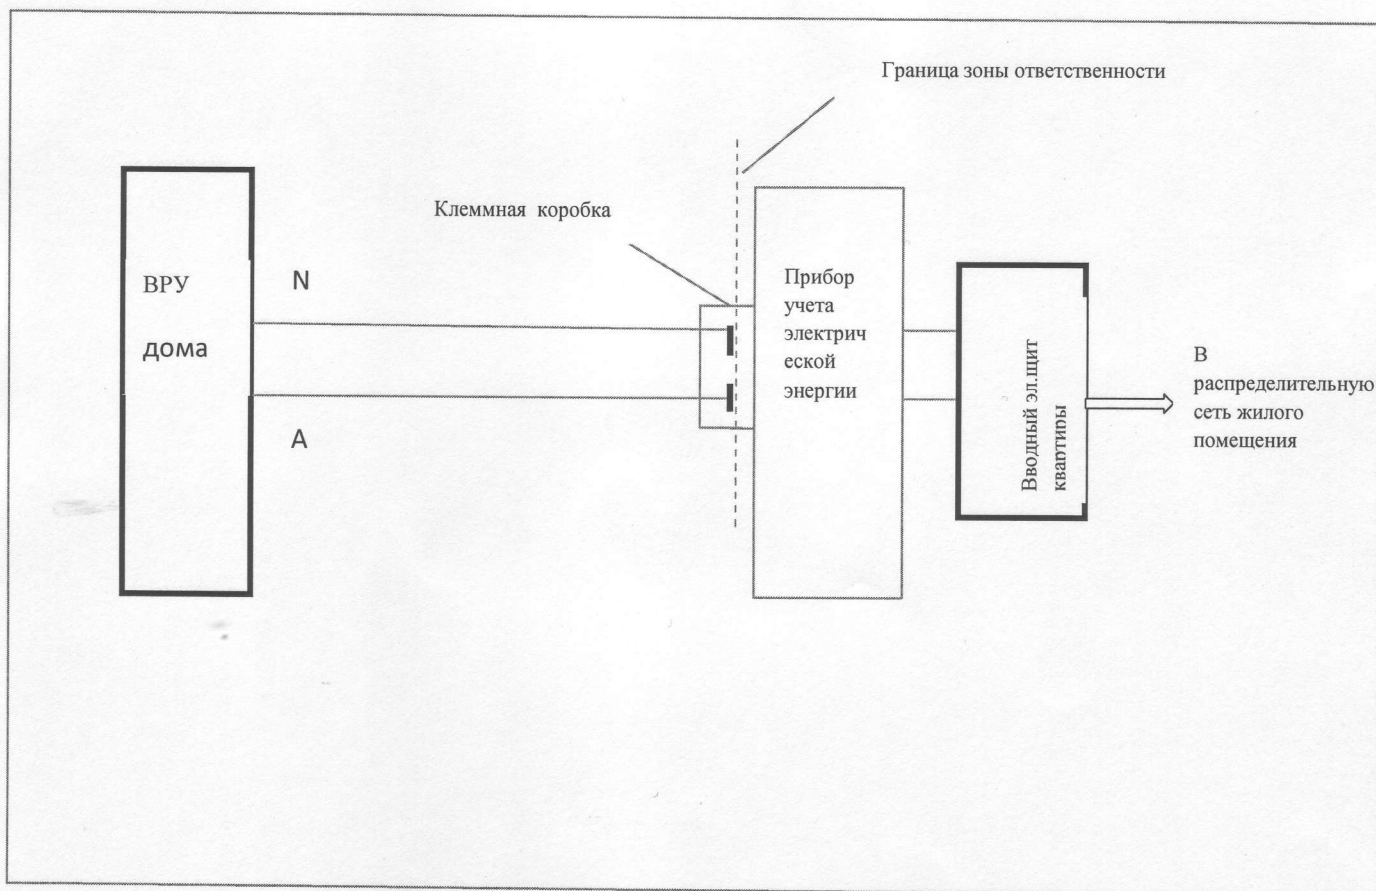 Граница зоны ответственности
Клеммная коробка
ВРУ
дома
N
A
Прибор
учета
электрич
еской
энергии
Вводный эл.щит
квартиры
В
распределительную
сеть жилого
помещения